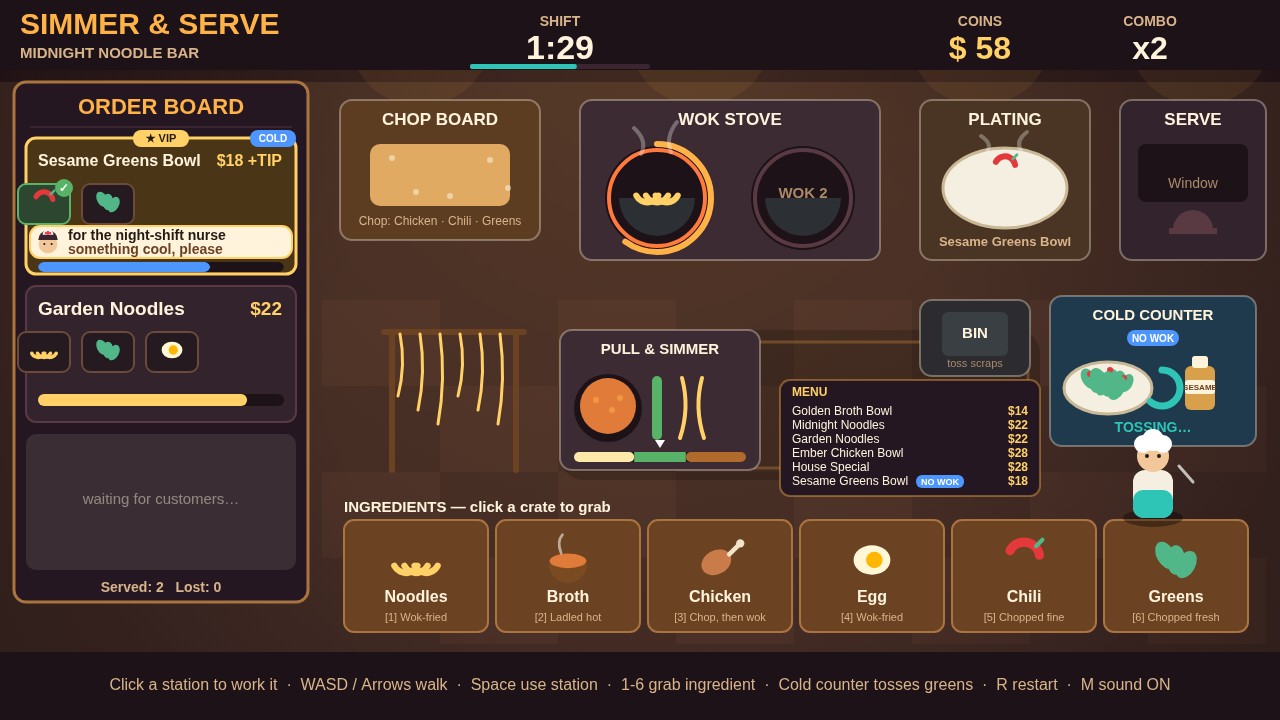 SIMMER & SERVE
MIDNIGHT NOODLE BAR
SHIFT
1:29
COINS
$ 58
COMBO
x2
ORDER BOARD
★ VIP
COLD
Sesame Greens Bowl $18 +TIP
for the night-shift nurse
something cool, please
Garden Noodles $22
waiting for customers…
Served: 2 Lost: 0
CHOP BOARD
Chop: Chicken · Chili · Greens
WOK STOVE
WOK 2
PLATING
Sesame Greens Bowl
SERVE
Window
PULL & SIMMER
BIN
toss scraps
COLD COUNTER
NO WOK
SESAME
TOSSING…
MENU
Golden Broth Bowl $14
Midnight Noodles $22
Garden Noodles $22
Ember Chicken Bowl $28
House Special $28
Sesame Greens Bowl NO WOK $18
INGREDIENTS — click a crate to grab
Noodles
[1] Wok-fried
Broth
[2] Ladled hot
Chicken
[3] Chop, then wok
Egg
[4] Wok-fried
Chili
[5] Chopped fine
Greens
[6] Chopped fresh
Click a station to work it · WASD / Arrows walk · Space use station · 1-6 grab ingredient · Cold counter tosses greens · R restart · M sound ON